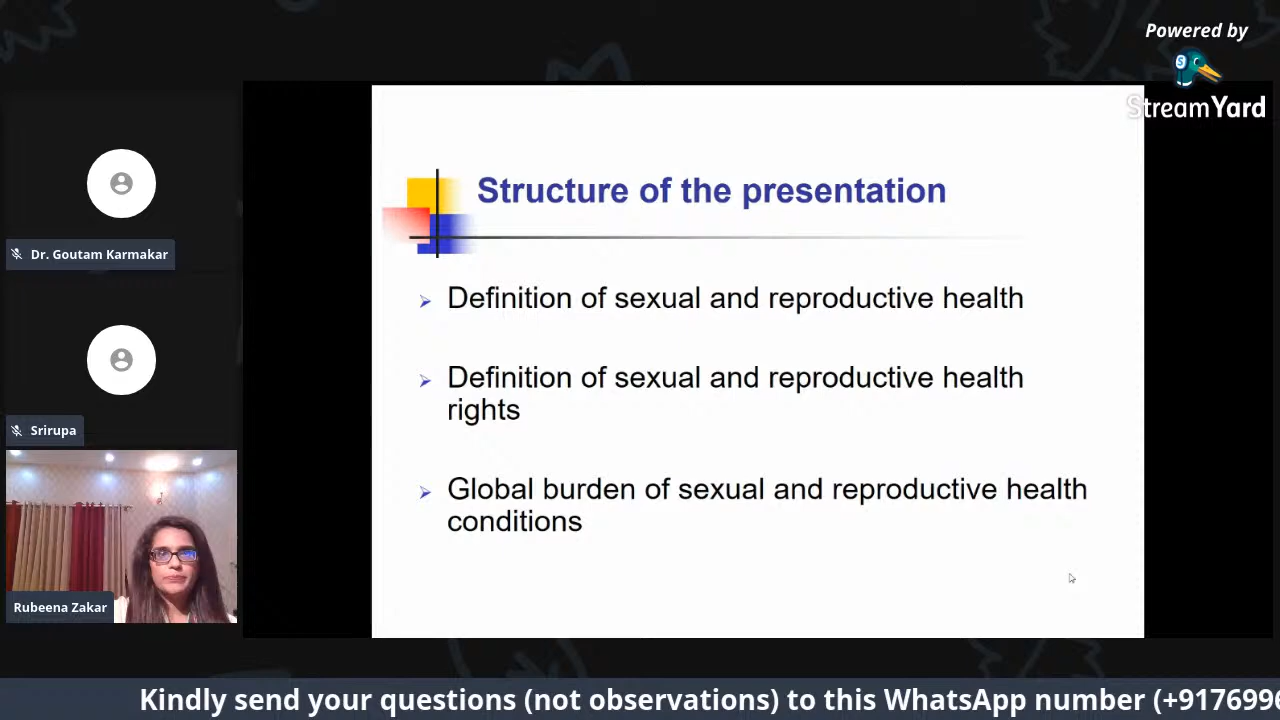 Powered by
StreamYard
Structure of the presentation
Definition of sexual and reproductive health
Definition of sexual and reproductive health
rights
Global burden of sexual and reproductive health
conditions
Dr. Goutam Karmakar
Srirupa
Rubeena Zakar
Kindly send your questions (not observations) to this WhatsApp number (+9176996